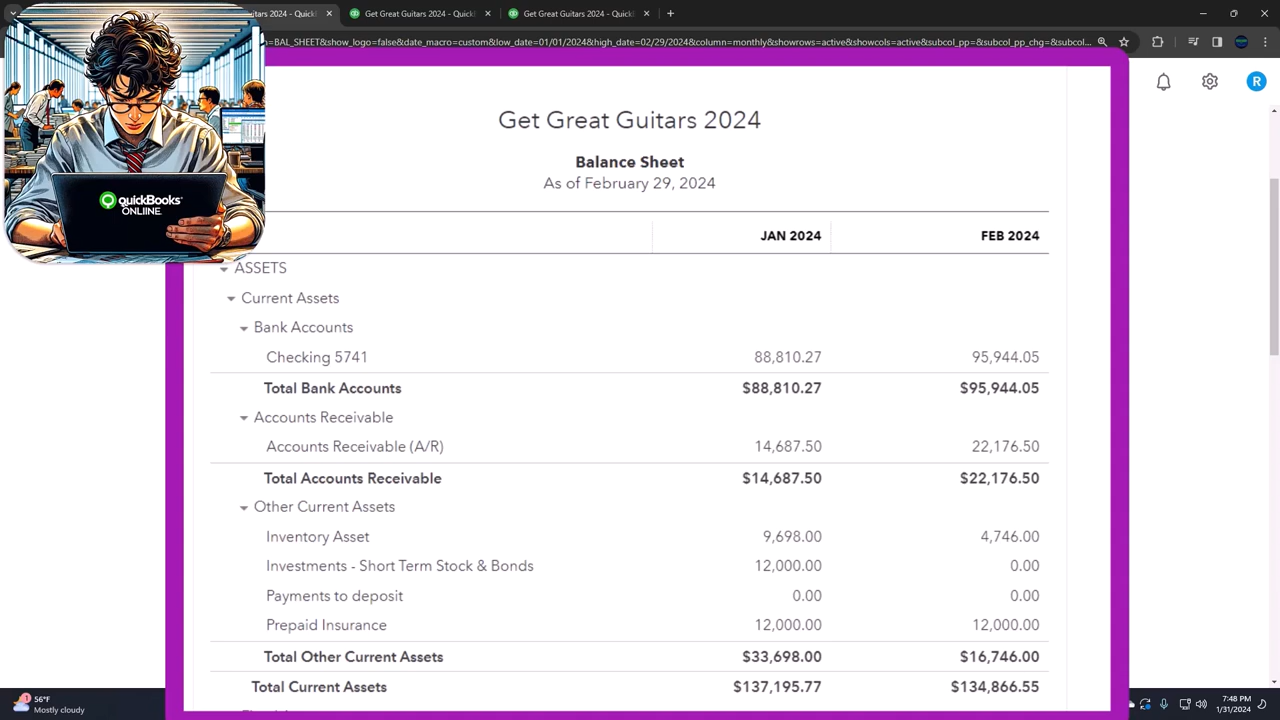 itars 2024 - Quick
Get Great Guitars 2024 - Quick
Get Great Guitars 2024 - Quick
n=BAL_SHEET&show_logo=false&date_macro=custom&low_date=01/01/2024&high_date=02/29/2024&column=monthly&showrows=active&showcols=active&subcol_pp=&subcol_pp_chg=&subcol...
R
quickBooks
ONLIINE
Get Great Guitars 2024
Balance Sheet
As of February 29, 2024
JAN 2024 FEB 2024
ASSETS
Current Assets
Bank Accounts
Checking 5741 88,810.27 95,944.05
Total Bank Accounts $88,810.27 $95,944.05
Accounts Receivable
Accounts Receivable (A/R) 14,687.50 22,176.50
Total Accounts Receivable $14,687.50 $22,176.50
Other Current Assets
Inventory Asset 9,698.00 4,746.00
Investments - Short Term Stock & Bonds 12,000.00 0.00
Payments to deposit 0.00 0.00
Prepaid Insurance 12,000.00 12,000.00
Total Other Current Assets $33,698.00 $16,746.00
Total Current Assets $137,195.77 $134,866.55
1
56°F
Mostly cloudy
7:48 PM
1/31/2024